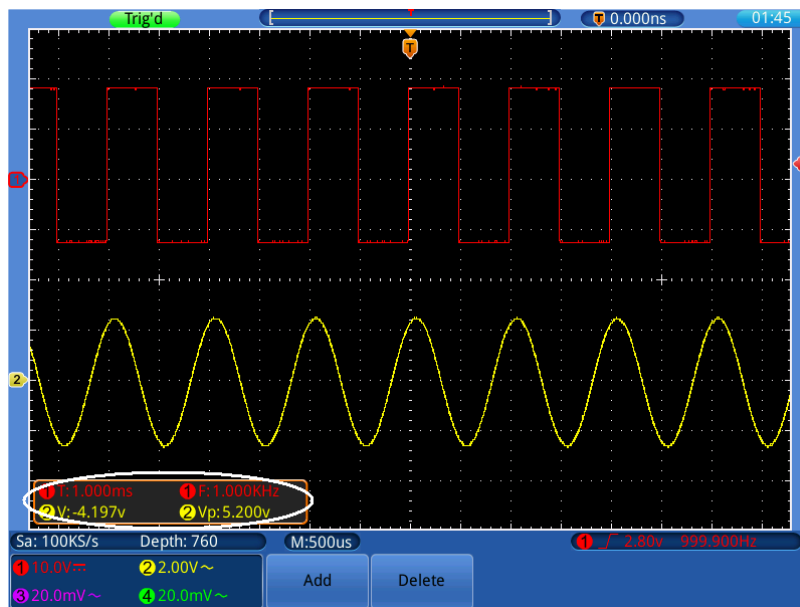 Trig'd [ ] T 0.000ns 01:45
T
2
1 T: 1.000ms 1 F: 1.000KHz
2 V: -4.197v 2 Vp: 5.200v
Sa: 100KS/s Depth: 760 M:500us 1 2.80v 999.900Hz
1 10.0V 2 2.00V～ Add Delete
3 20.0mV～ 4 20.0mV～